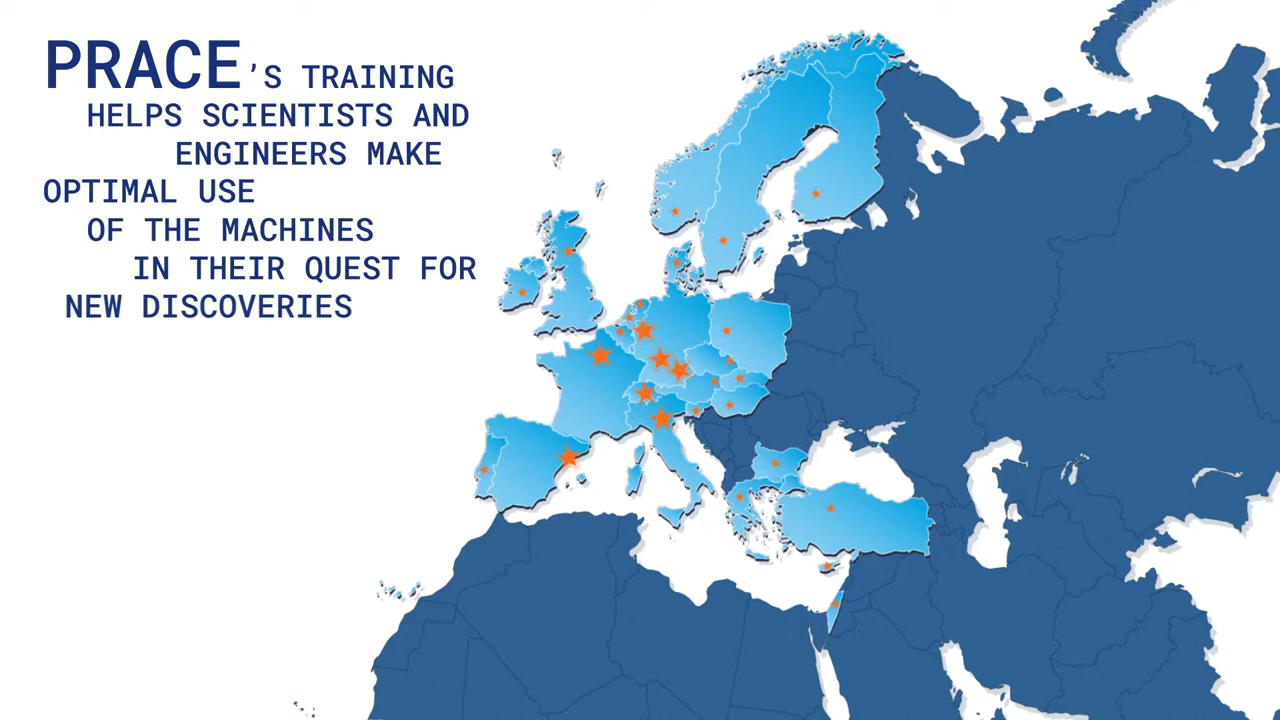 PRACE'S TRAINING
HELPS SCIENTISTS AND
ENGINEERS MAKE
OPTIMAL USE
OF THE MACHINES
IN THEIR QUEST FOR
NEW DISCOVERIES